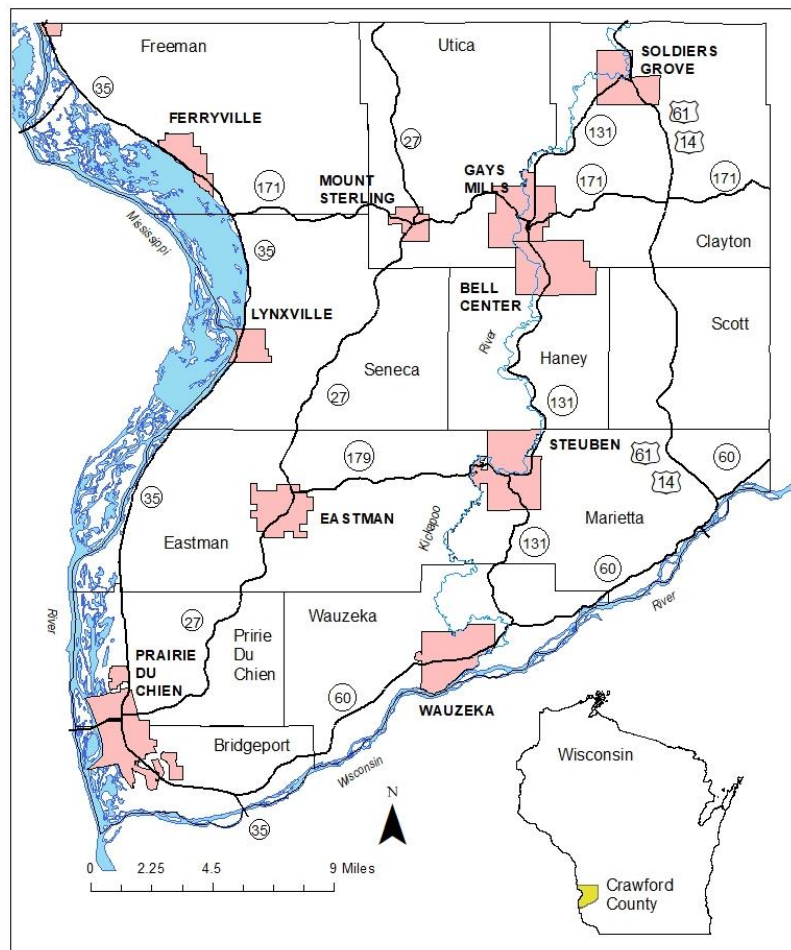 Freeman
Utica
SOLDIERS
GROVE
35
FERRYVILLE
61
131
27
14
GAYS
MILLS
171
MOUNT
STERLING
171
171
Mississippi
Clayton
35
BELL
CENTER
LYNXVILLE
Scott
River
Haney
Seneca
27
131
STEUBEN
179
61
60
14
35
EASTMAN
Kickapoo
Marietta
Eastman
131
60
River
Wauzeka
River
27
Pririe
Du
Chien
PRAIRIE
DU
CHIEN
60
WAUZEKA
Bridgeport
Wisconsin
Wisconsin
N
35
0 2.25 4.5 9 Miles
Crawford
County